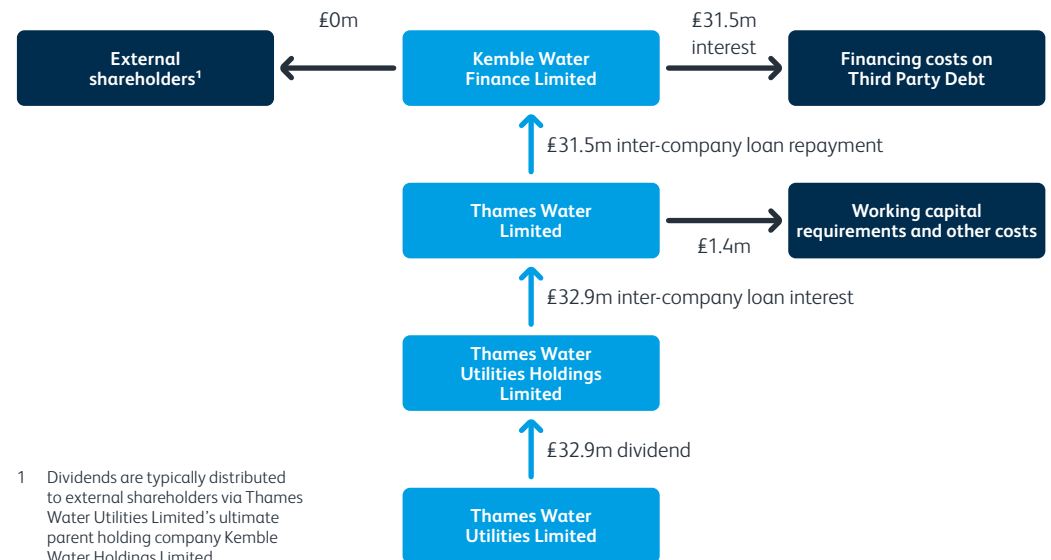 £0m
£31.5m
interest
External
shareholders¹
Kemble Water
Finance Limited
Financing costs on
Third Party Debt
£31.5m inter-company loan repayment
Thames Water
Limited
Working capital
requirements and other costs
£1.4m
£32.9m inter-company loan interest
Thames Water
Utilities Holdings
Limited
£32.9m dividend
1 Dividends are typically distributed
to external shareholders via Thames
Water Utilities Limited’s ultimate
parent holding company Kemble
Water Holdings Limited
Thames Water
Utilities Limited